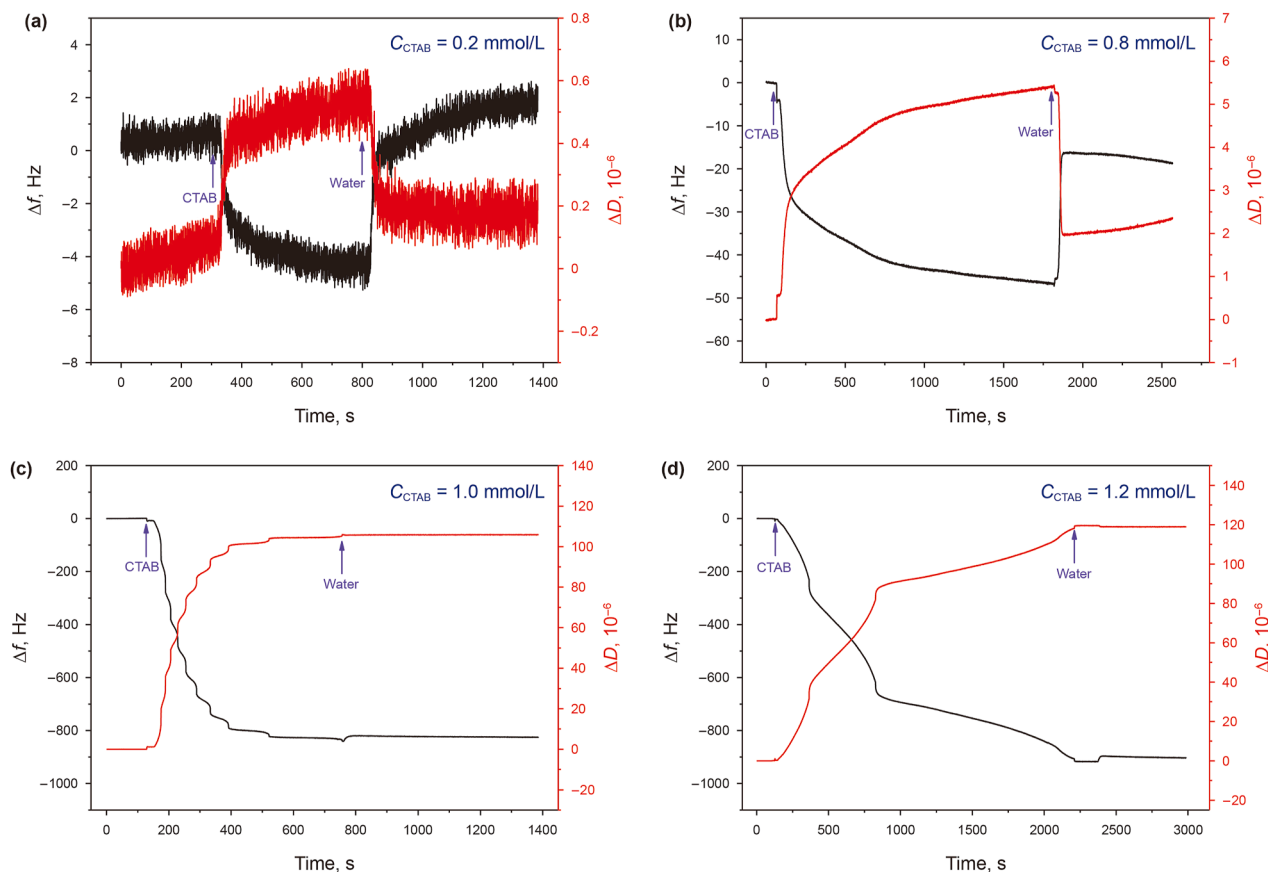 (a)
C_CTAB = 0.2 mmol/L
4
2
0
−2
−4
−6
−8
Δf, Hz
0.8
0.6
0.4
0.2
0
−0.2
ΔD, 10⁻⁶
CTAB
Water
0 200 400 600 800 1000 1200 1400
Time, s
(b)
C_CTAB = 0.8 mmol/L
10
0
−10
−20
−30
−40
−50
−60
Δf, Hz
7
6
5
4
3
2
1
0
−1
ΔD, 10⁻⁶
CTAB
Water
0 500 1000 1500 2000 2500
Time, s
(c)
C_CTAB = 1.0 mmol/L
200
0
−200
−400
−600
−800
−1000
Δf, Hz
140
120
100
80
60
40
20
0
−20
ΔD, 10⁻⁶
CTAB
Water
0 200 400 600 800 1000 1200 1400
Time, s
(d)
C_CTAB = 1.2 mmol/L
200
0
−200
−400
−600
−800
−1000
Δf, Hz
140
120
100
80
60
40
20
0
−20
ΔD, 10⁻⁶
CTAB
Water
0 500 1000 1500 2000 2500 3000
Time, s